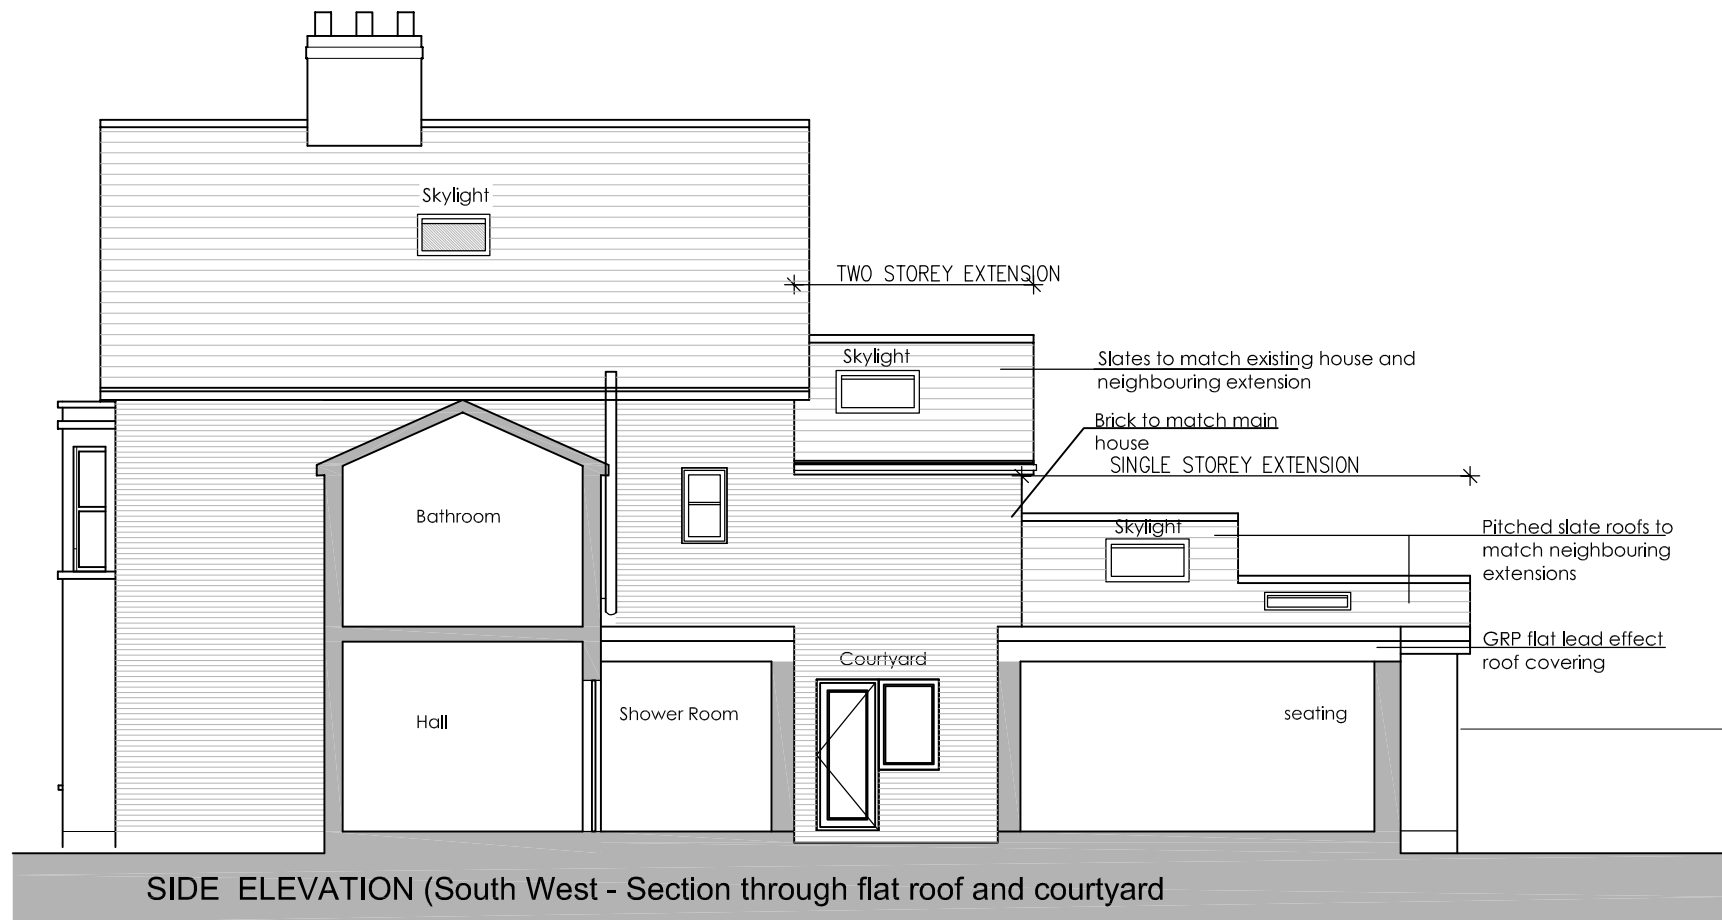 Skylight
TWO STOREY EXTENSION
Skylight
Slates to match existing house and
neighbouring extension
Brick to match main
house
SINGLE STOREY EXTENSION
Bathroom
Skylight
Pitched slate roofs to
match neighbouring
extensions
GRP flat lead effect
roof covering
Courtyard
Hall
Shower Room
seating
SIDE ELEVATION (South West - Section through flat roof and courtyard